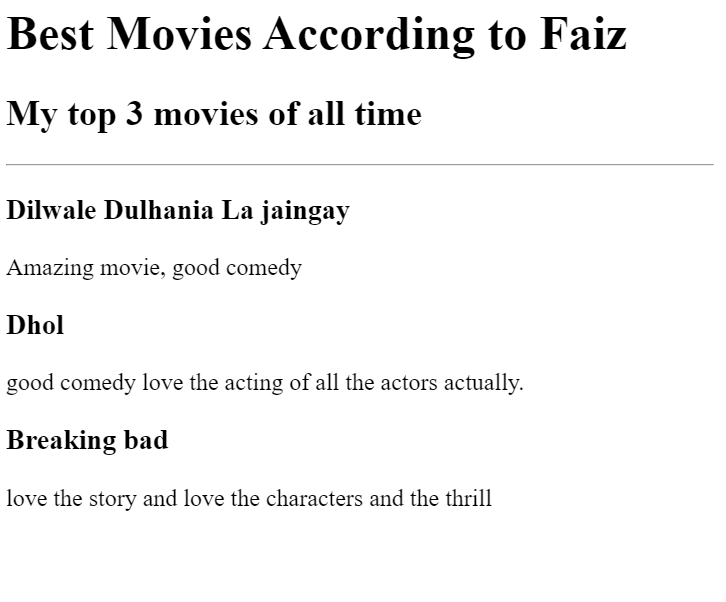 Best Movies According to Faiz
My top 3 movies of all time
Dilwale Dulhania La jaingay
Amazing movie, good comedy
Dhol
good comedy love the acting of all the actors actually.
Breaking bad
love the story and love the characters and the thrill